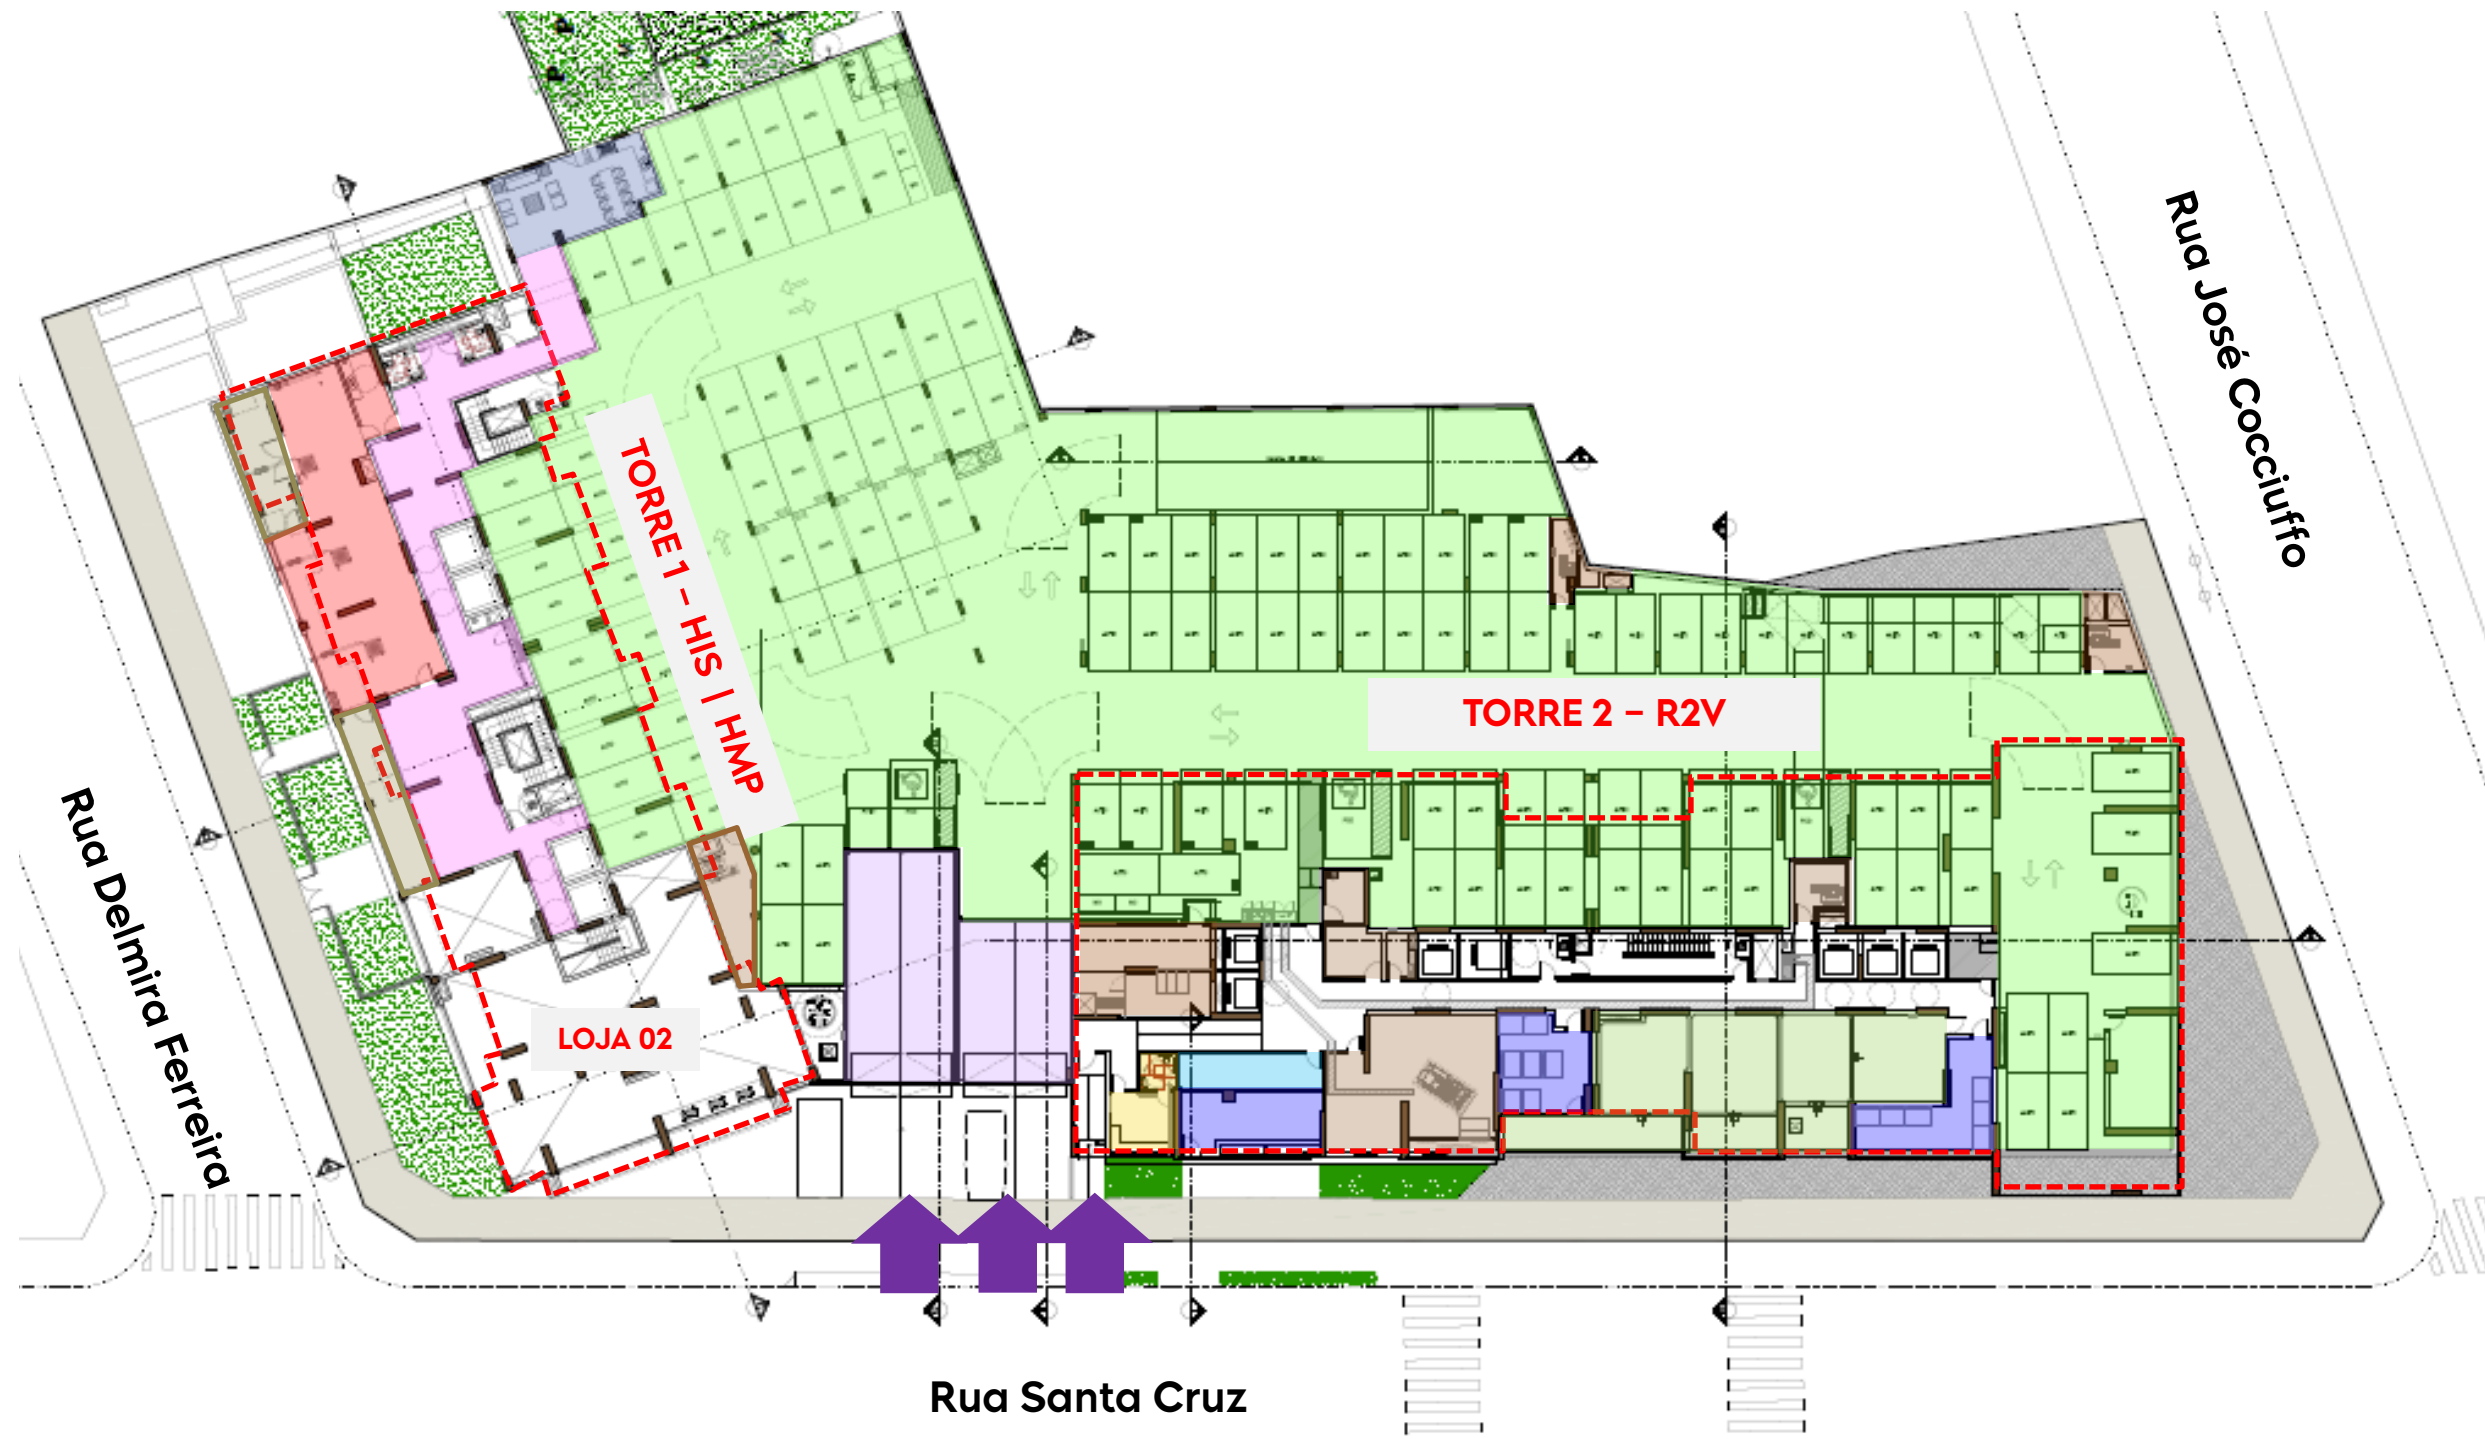 Rua José Cocciuffo
TORRE 1 – HIS | HMP
TORRE 2 – R2V
Rua Delmira Ferreira
LOJA 02
Rua Santa Cruz